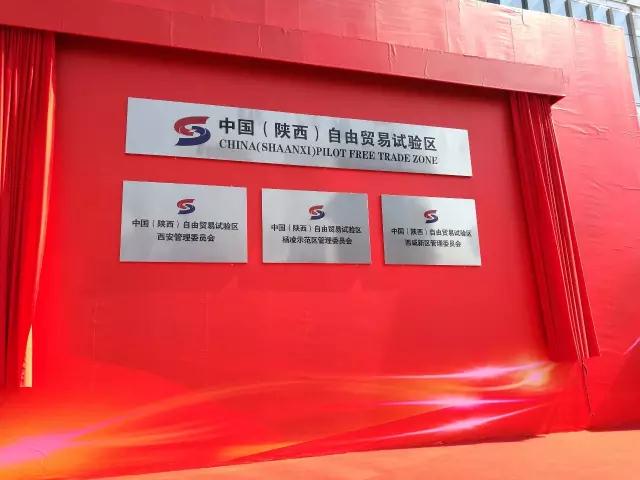 中国（陕西）自由贸易试验区
CHINA(SHAANXI)PILOT FREE TRADE ZONE
中国（陕西）自由贸易试验区
西安管理委员会
中国（陕西）自由贸易试验区
杨凌示范区管理委员会
中国（陕西）自由贸易试验区
西咸新区管理委员会